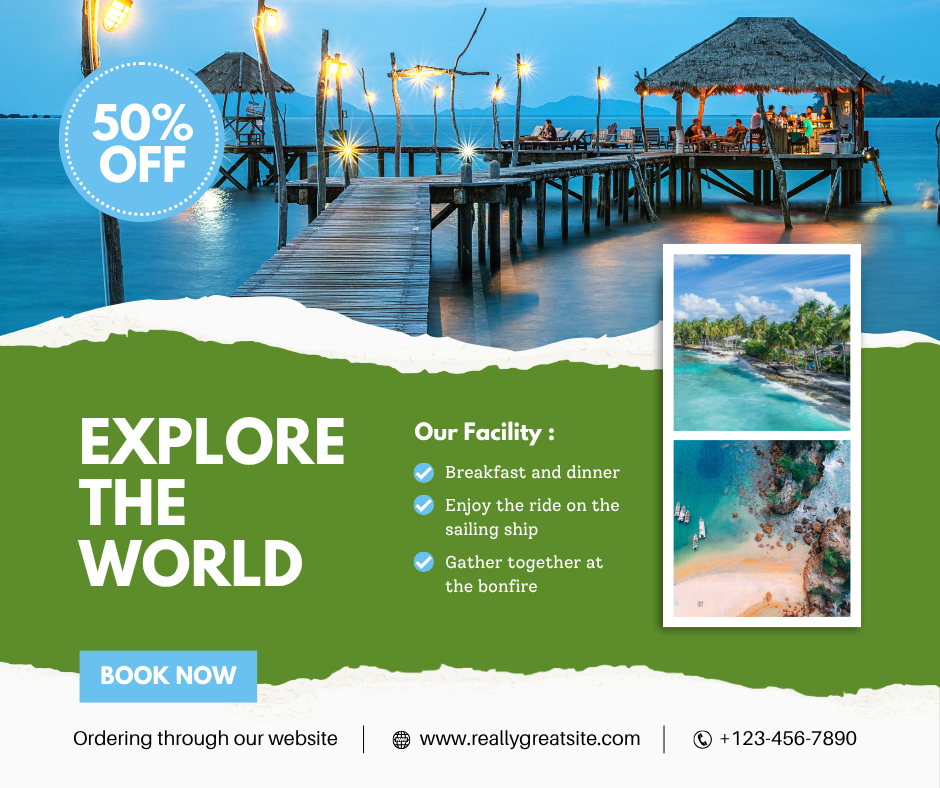 50%
OFF
EXPLORE
THE
WORLD
Our Facility :
Breakfast and dinner
Enjoy the ride on the
sailing ship
Gather together at
the bonfire
BOOK NOW
Ordering through our website
www.reallygreatsite.com
+123-456-7890